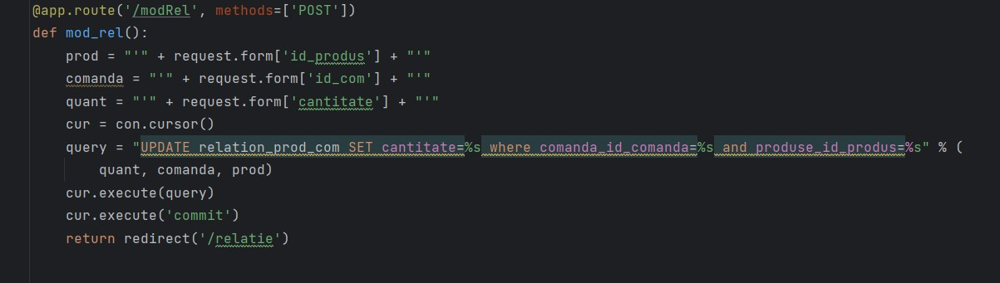 @app.route('/modRel', methods=['POST'])
def mod_rel():
    prod = "'" + request.form['id_produs'] + "'"
    comanda = "'" + request.form['id_com'] + "'"
    quant = "'" + request.form['cantitate'] + "'"
    cur = con.cursor()
    query = "UPDATE relation_prod_com SET cantitate=%s where comanda_id_comanda=%s and produse_id_produs=%s" % (
        quant, comanda, prod)
    cur.execute(query)
    cur.execute('commit')
    return redirect('/relatie')